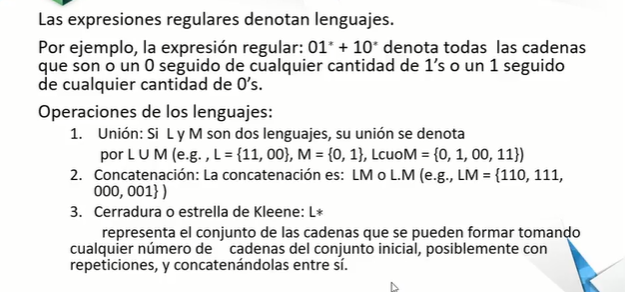 Las expresiones regulares denotan lenguajes.
Por ejemplo, la expresión regular: 01* + 10* denota todas las cadenas
que son o un 0 seguido de cualquier cantidad de 1’s o un 1 seguido
de cualquier cantidad de 0’s.
Operaciones de los lenguajes:
1. Unión: Si L y M son dos lenguajes, su unión se denota
por L U M (e.g. , L = {11, 00}, M = {0, 1}, LcuoM = {0, 1, 00, 11})
2. Concatenación: La concatenación es: LM o L.M (e.g., LM = {110, 111,
000, 001} )
3. Cerradura o estrella de Kleene: L*
representa el conjunto de las cadenas que se pueden formar tomando
cualquier número de cadenas del conjunto inicial, posiblemente con
repeticiones, y concatenándolas entre sí.